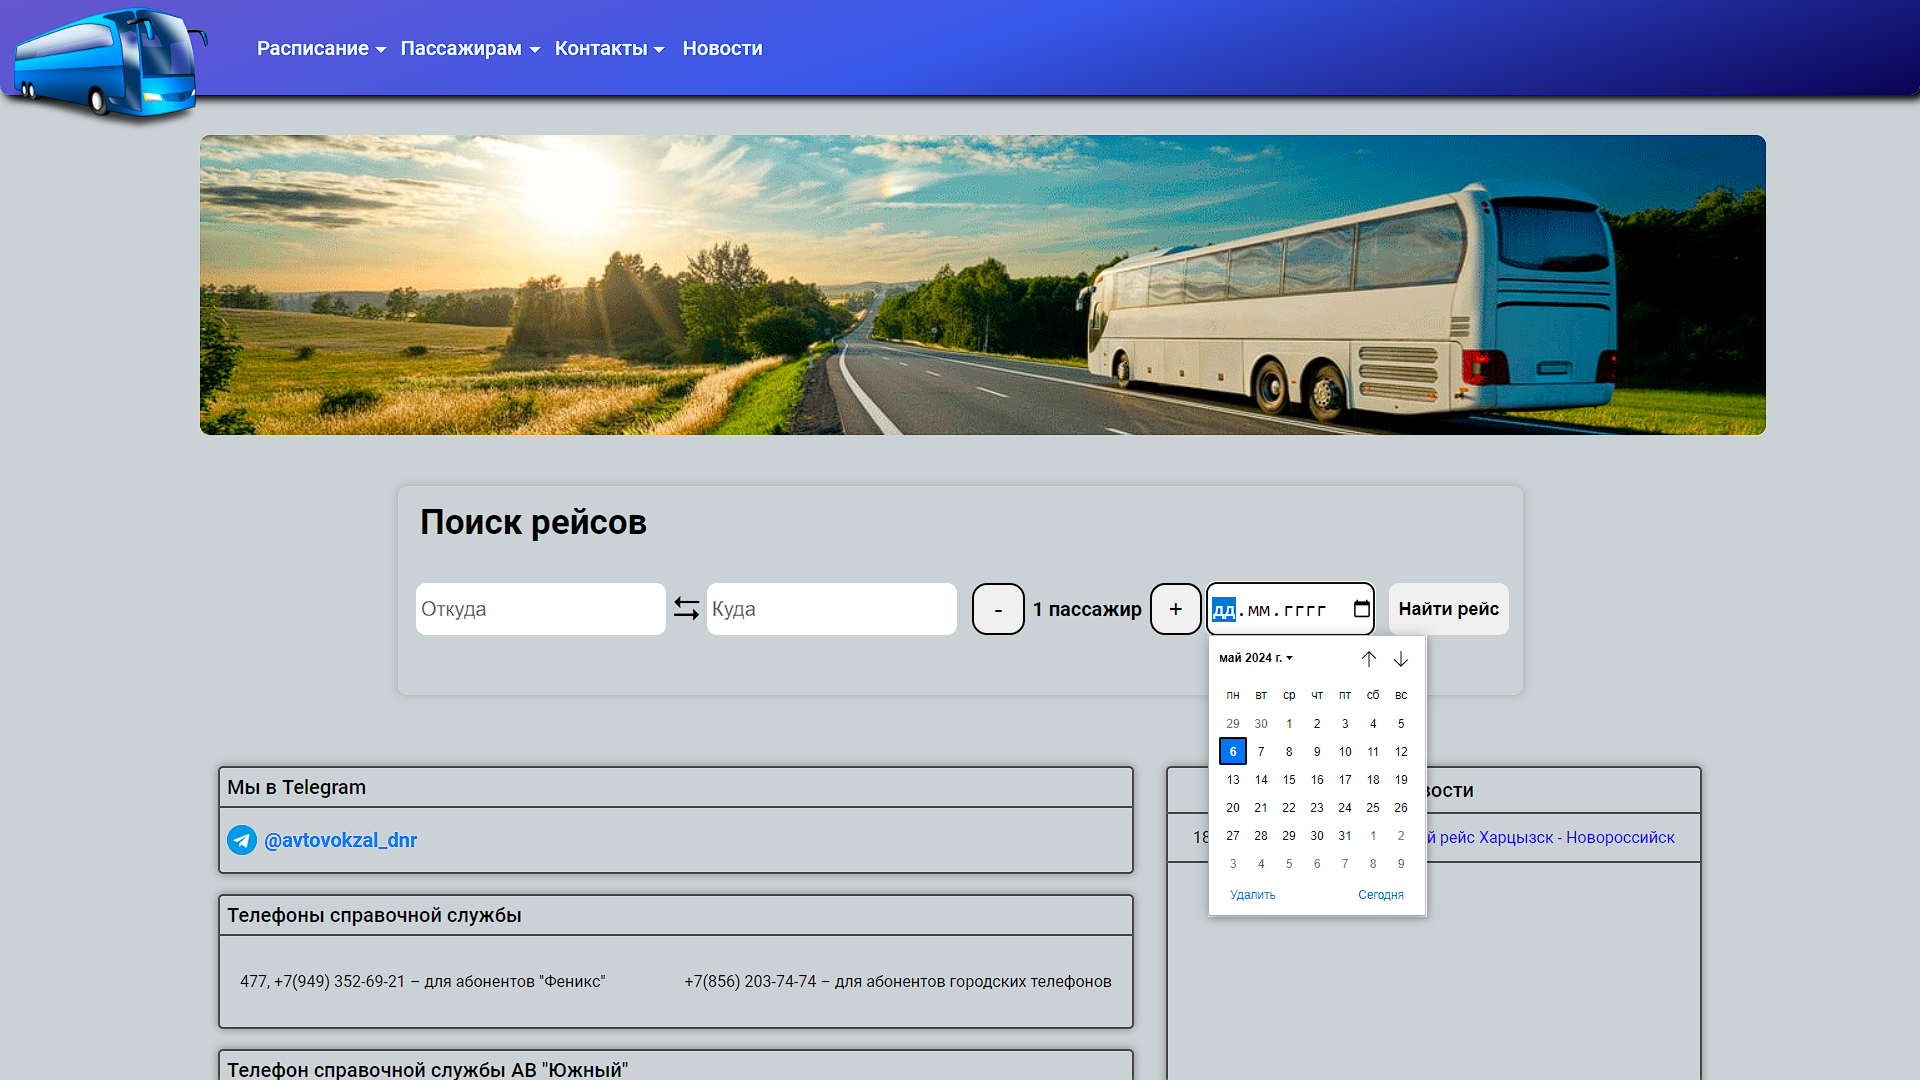 Расписание Пассажирам Контакты Новости
Поиск рейсов
Откуда Куда - 1 пассажир + дд.мм.гггг Найти рейс
май 2024 г.
пн вт ср чт пт сб вс
29 30 1 2 3 4 5
6 7 8 9 10 11 12
13 14 15 16 17 18 19
20 21 22 23 24 25 26
27 28 29 30 31 1 2
3 4 5 6 7 8 9
Удалить Сегодня
Мы в Telegram
@avtovokzal_dnr
Телефоны справочной службы
477, +7(949) 352-69-21 – для абонентов "Феникс" +7(856) 203-74-74 – для абонентов городских телефонов
Телефон справочной службы АВ "Южный"
вости
18
й рейс Харцызск - Новороссийск